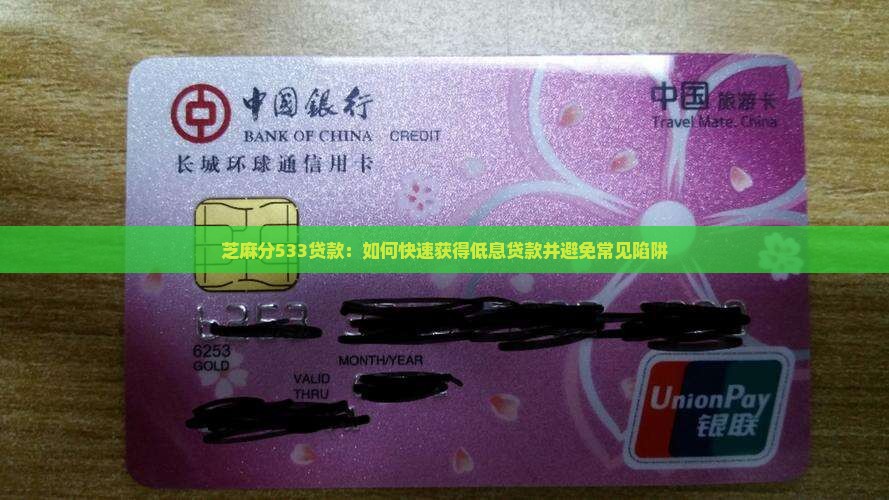 中国银行
BANK OF CHINA CREDIT
长城环球通信用卡
中国旅游卡
Travel Mate. China
芝麻分533贷款：如何快速获得低息贷款并避免常见陷阱
6253
GOLD
MONTH/YEAR
VALID
THRU
UnionPay
银联